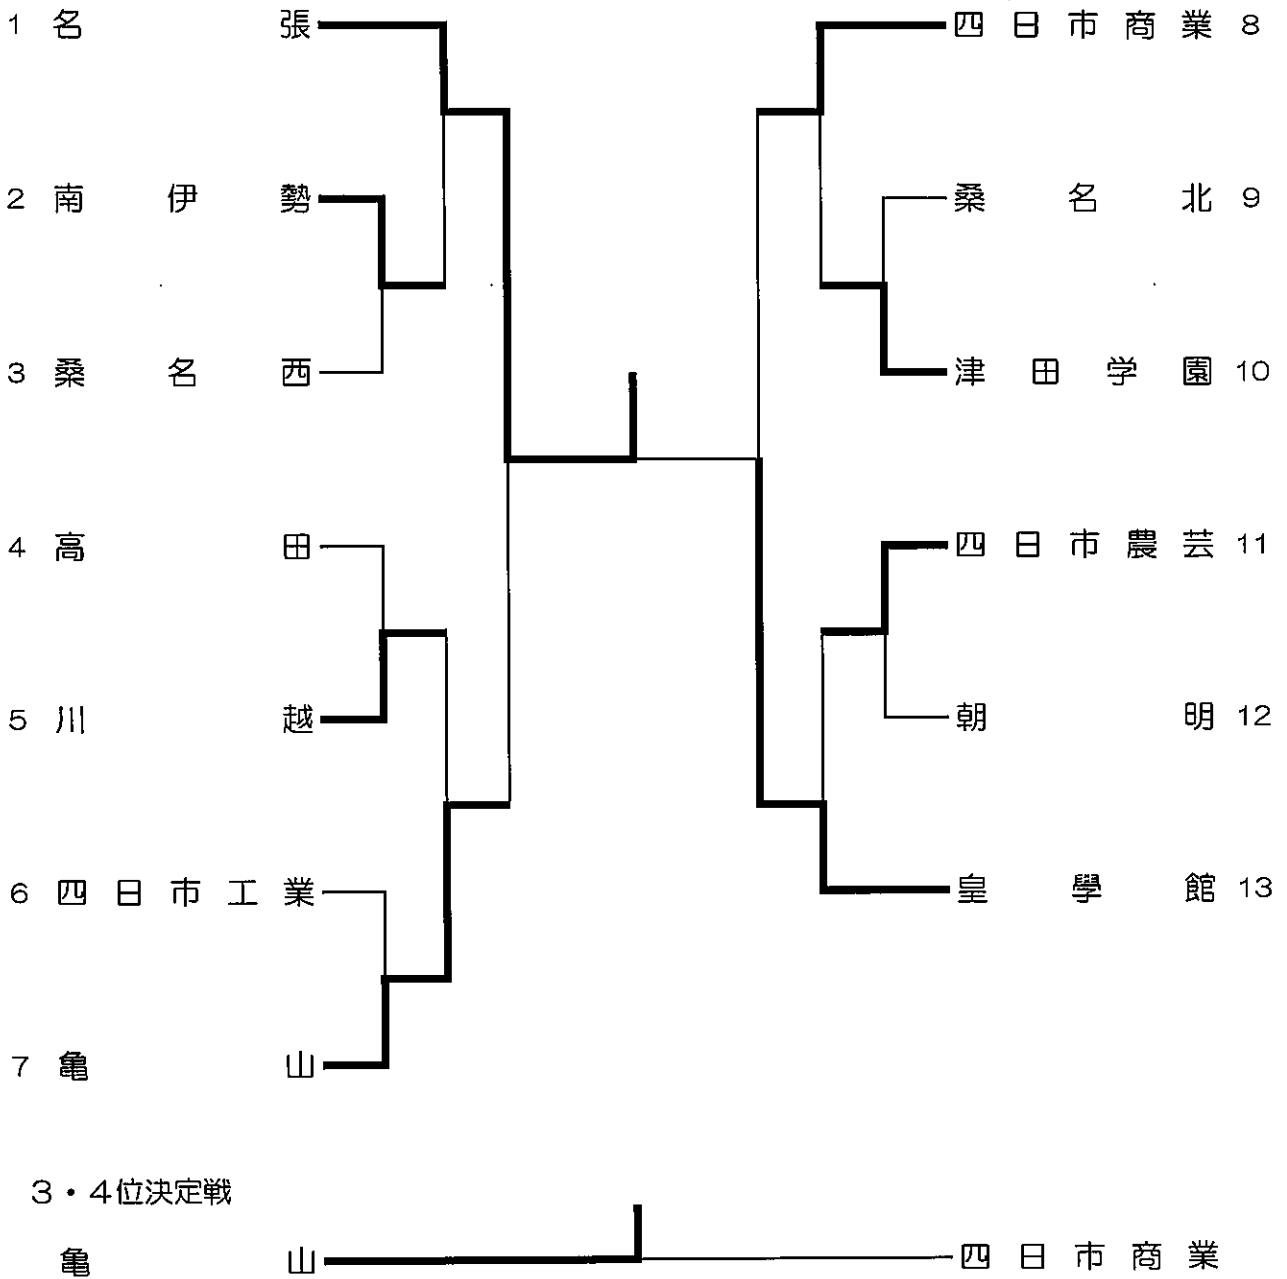 1 名張
四日市商業 8
2 南伊勢
桑名北 9
3 桑名西
津田学園 10
4 高田
四日市農芸 11
5 川越
朝明 12
6 四日市工業
皇學館 13
7 亀山
3・4位決定戦
亀山
四日市商業